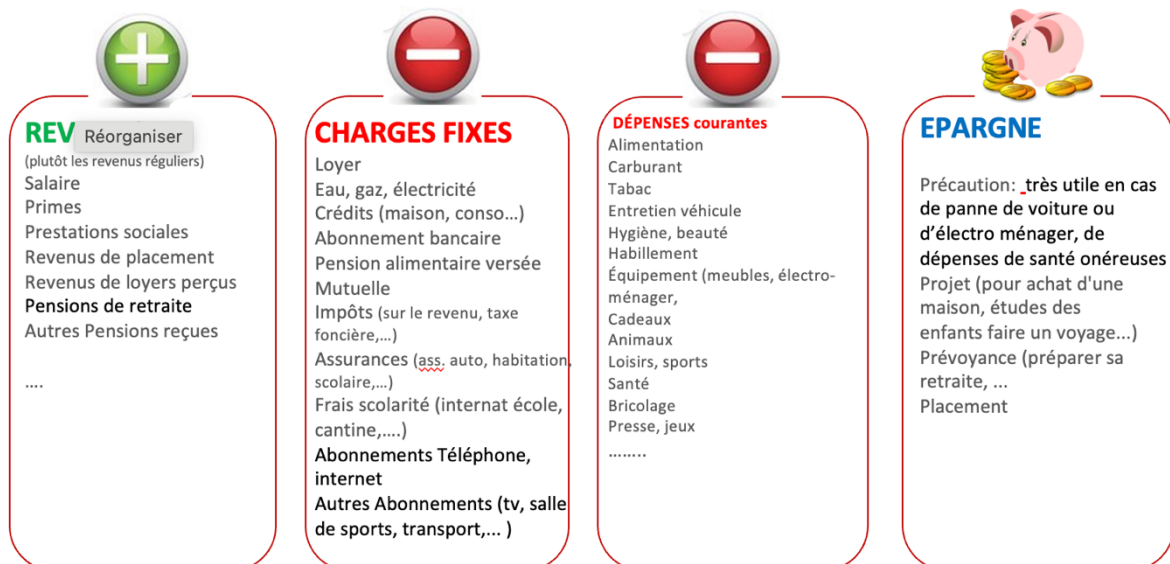 REV
Réorganiser
(plutôt les revenus réguliers)
Salaire
Primes
Prestations sociales
Revenus de placement
Revenus de loyers perçus
Pensions de retraite
Autres Pensions reçues
....
CHARGES FIXES
Loyer
Eau, gaz, électricité
Crédits (maison, conso...)
Abonnement bancaire
Pension alimentaire versée
Mutuelle
Impôts (sur le revenu, taxe
foncière,...)
Assurances (ass. auto, habitation,
scolaire,...)
Frais scolarité (internat école,
cantine,....)
Abonnements Téléphone,
internet
Autres Abonnements (tv, salle
de sports, transport,... )
DÉPENSES courantes
Alimentation
Carburant
Tabac
Entretien véhicule
Hygiène, beauté
Habillement
Équipement (meubles, électro-
ménager,
Cadeaux
Animaux
Loisirs, sports
Santé
Bricolage
Presse, jeux
........
EPARGNE
Précaution: _très utile en cas
de panne de voiture ou
d'électro ménager, de
dépenses de santé onéreuses
Projet (pour achat d'une
maison, études des
enfants faire un voyage...)
Prévoyance (préparer sa
retraite, ...
Placement